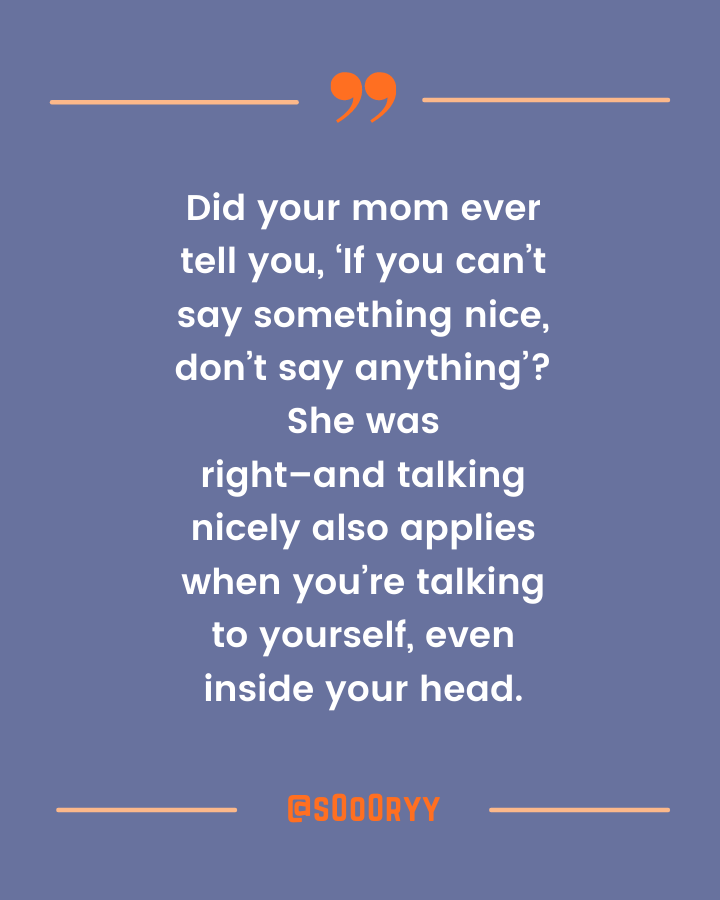 ”
Did your mom ever
tell you, ‘If you can’t
say something nice,
don’t say anything’?
She was
right–and talking
nicely also applies
when you’re talking
to yourself, even
inside your head.
@sOoORYY